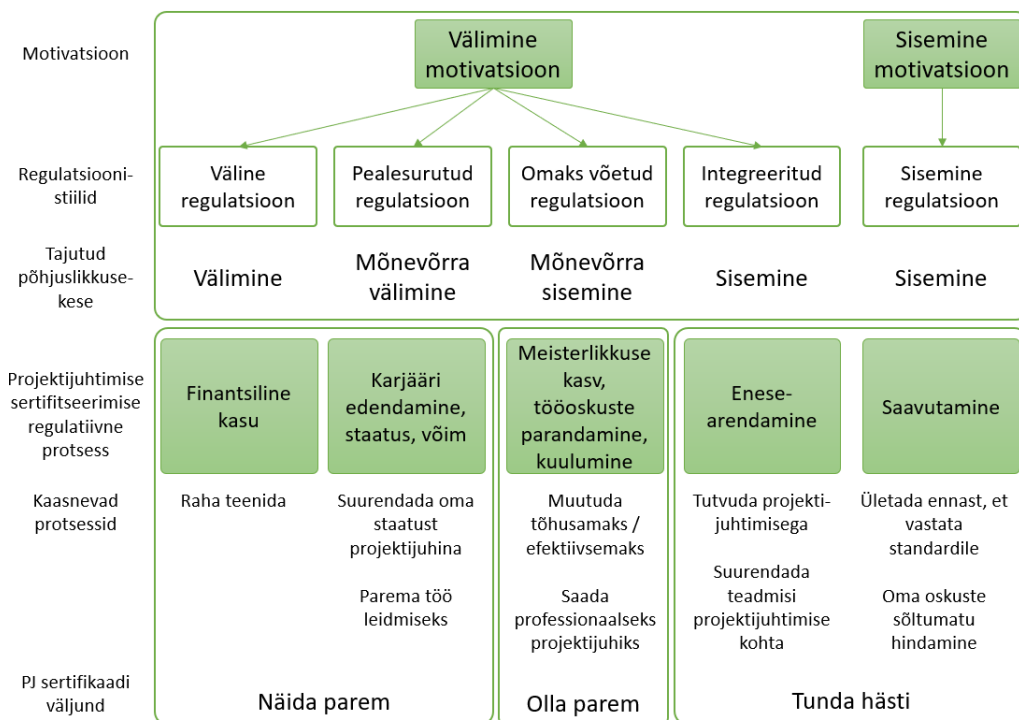 Motivatsioon
Välimine
motivatsioon
Sisemine
motivatsioon
Regulatsiooni-
stiilid
Väline
regulatsioon
Pealesurutud
regulatsioon
Omaks võetud
regulatsioon
Integreeritud
regulatsioon
Sisemine
regulatsioon
Tajutud
põhjuslikkuse-
kese
Välimine
Mõnevõrra
välimine
Mõnevõrra
sisemine
Sisemine
Sisemine
Projektijuhtimise
sertifitseerimise
regulatiivne
protsess
Finantsiline
kasu
Karjääri
edendamine,
staatus, võim
Meisterlikkuse
kasv,
tööoskuste
parandamine,
kuulumine
Enese-
arendamine
Saavutamine
Kaasnevad
protsessid
Raha teenida
Suurendada oma
staatust
projektijuhina
Parema töö
leidmiseks
Muutuda
tõhusamaks /
efektiivsemaks
Saada
professionaalseks
projektijuhiks
Tutvuda projekti-
juhtimisega
Suurendada
teadmisi
projektijuhtimise
kohta
Ületada ennast, et
vastata
standardile
Oma oskuste
sõltumatu
hindamine
PJ sertifikaadi
väljund
Näida parem
Olla parem
Tunda hästi